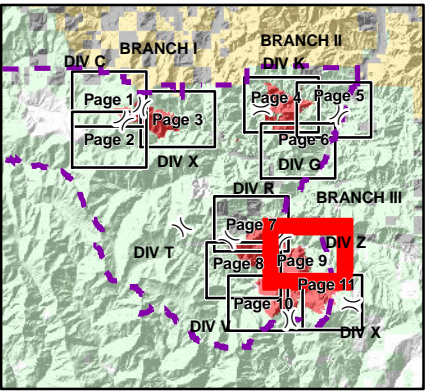 BRANCH I
BRANCH II
DIV C
DIV K
Page 1
Page 4
Page 5
Page 3
Page 2
Page 6
DIV X
DIV G
DIV R
BRANCH III
Page 7
DIV T
DIV Z
Page 8
Page 9
Page 11
Page 10
DIV V
DIV X